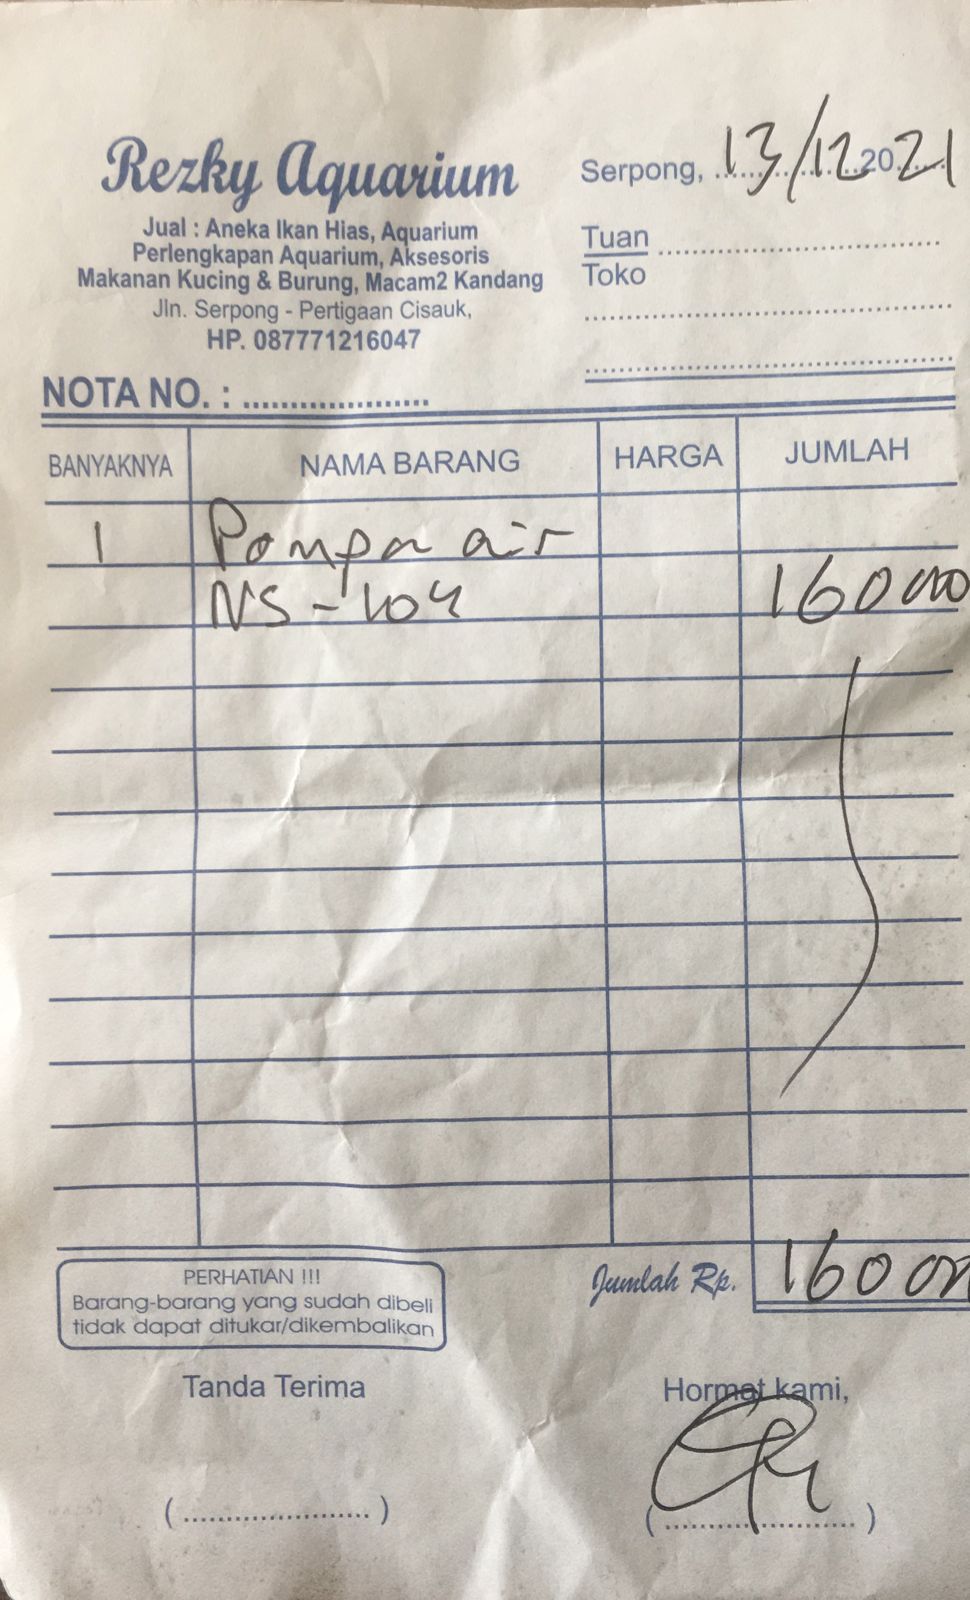 Rezky Aquarium
Jual : Aneka Ikan Hias, Aquarium
Perlengkapan Aquarium, Aksesoris
Makanan Kucing & Burung, Macam2 Kandang
Jln. Serpong - Pertigaan Cisauk,
HP. 087771216047
Serpong, 13/12 2021
Tuan
Toko
NOTA NO. :
BANYAKNYA NAMA BARANG HARGA JUMLAH
1 Pompa air
NS-104 160000
Jumlah Rp. 160000
PERHATIAN !!!
Barang-barang yang sudah dibeli
tidak dapat ditukar/dikembalikan
Tanda Terima Hormat kami,